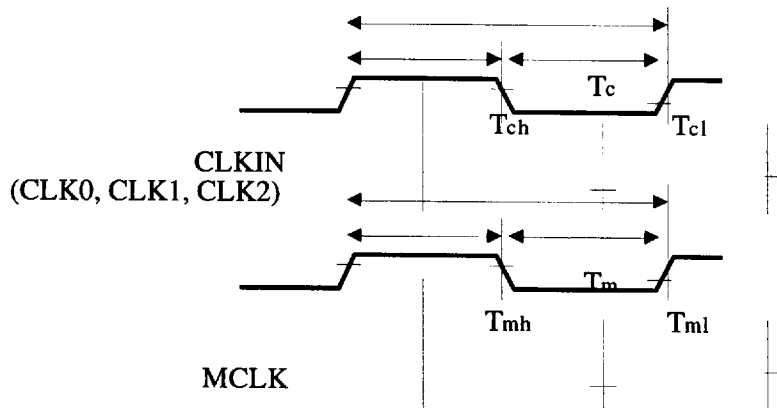 Tc
Tch
Tcl
CLKIN
(CLK0, CLK1, CLK2)
Tm
Tmh
Tml
MCLK